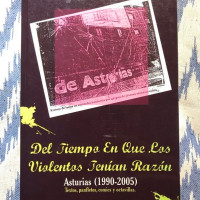 de Asturias
Del Tiempo En Que Los
Violentos Tenían Razón
Asturias (1990-2005)
Textos, panfletos, comics y octavillas.